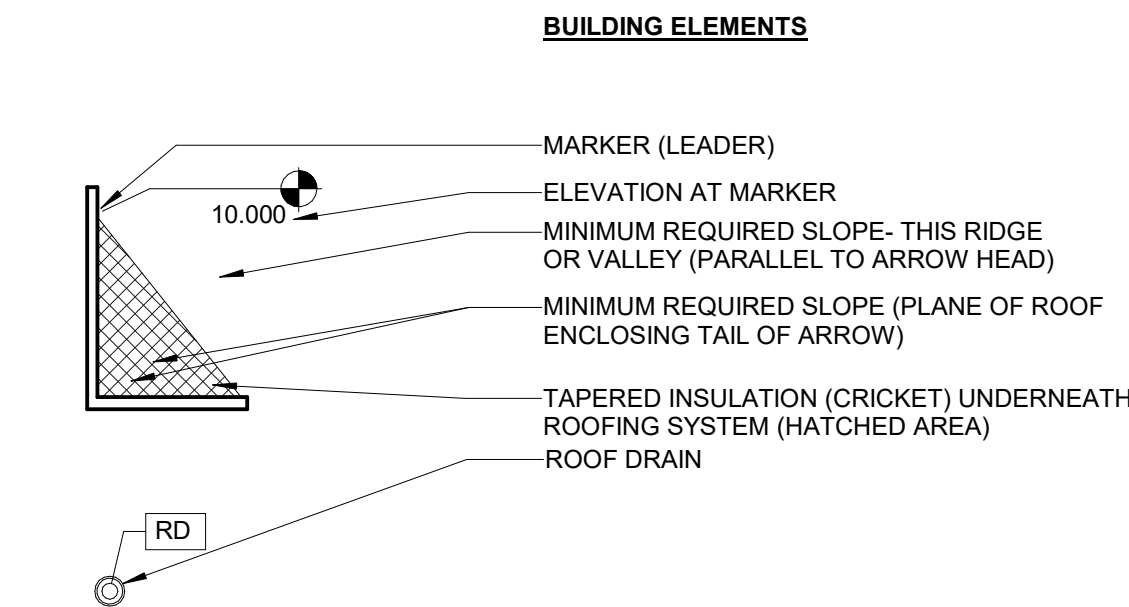 BUILDING ELEMENTS
MARKER (LEADER)
ELEVATION AT MARKER
10.000
MINIMUM REQUIRED SLOPE- THIS RIDGE
OR VALLEY (PARALLEL TO ARROW HEAD)
MINIMUM REQUIRED SLOPE (PLANE OF ROOF
ENCLOSING TAIL OF ARROW)
TAPERED INSULATION (CRICKET) UNDERNEATH
ROOFING SYSTEM (HATCHED AREA)
ROOF DRAIN
RD